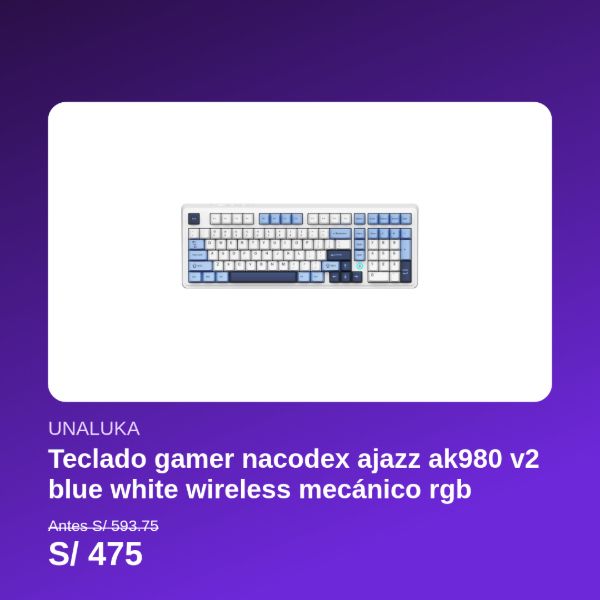 UNALUKA
Teclado gamer nacodex ajazz ak980 v2
blue white wireless mecánico rgb
Antes S/ 593.75
S/ 475